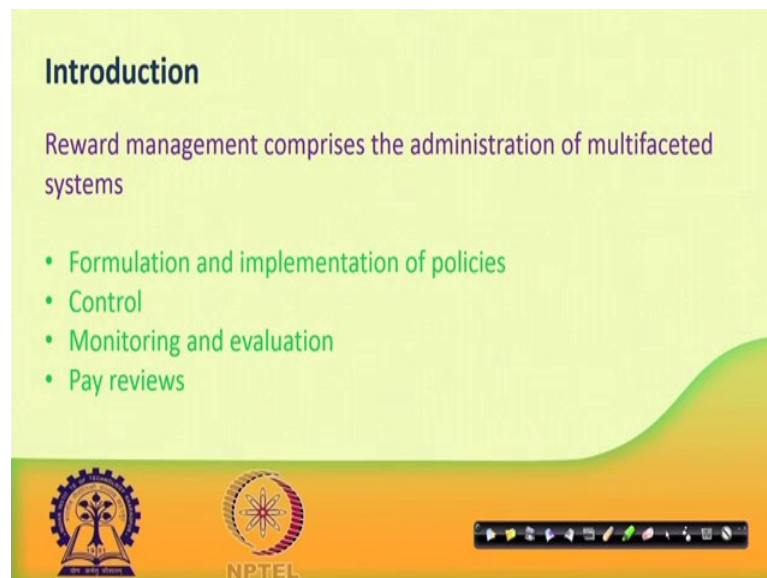 Introduction
Reward management comprises the administration of multifaceted
systems
• Formulation and implementation of policies
• Control
• Monitoring and evaluation
• Pay reviews
NPTEL